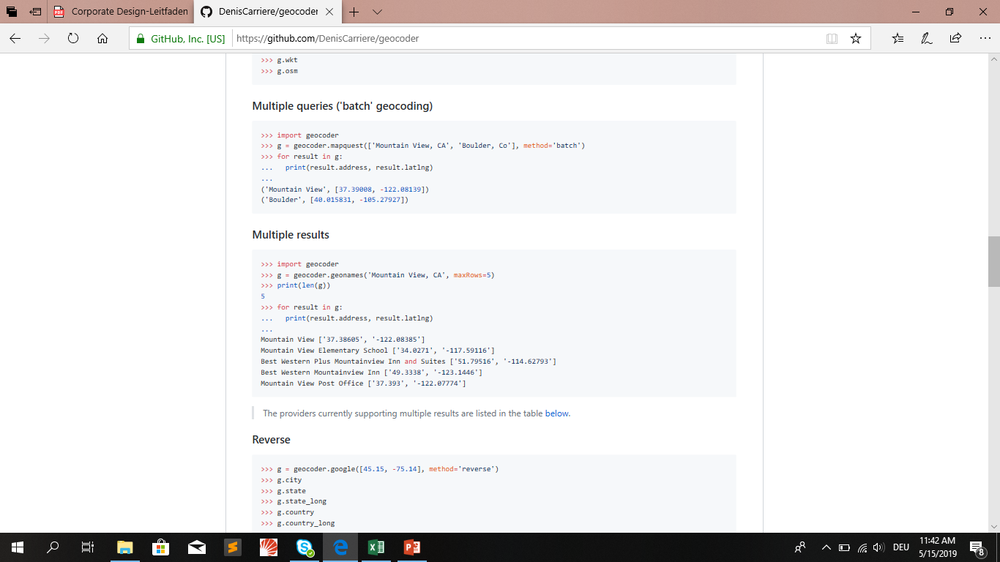 Corporate Design-Leitfaden
DenisCarriere/geocoder
GitHub, Inc. [US]
https://github.com/DenisCarriere/geocoder
>>> g.wkt
>>> g.osm
Multiple queries ('batch' geocoding)
>>> import geocoder
>>> g = geocoder.mapquest(['Mountain View, CA', 'Boulder, Co'], method='batch')
>>> for result in g:
...   print(result.address, result.latlng)
...
('Mountain View', [37.39008, -122.08139])
('Boulder', [40.015831, -105.27927])
Multiple results
>>> import geocoder
>>> g = geocoder.geonames('Mountain View, CA', maxRows=5)
>>> print(len(g))
5
>>> for result in g:
...   print(result.address, result.latlng)
...
Mountain View ['37.38605', '-122.08385']
Mountain View Elementary School ['34.0271', '-117.59116']
Best Western Plus Mountainview Inn and Suites ['51.79516', '-114.62793']
Best Western Mountainview Inn ['49.3338', '-123.1446']
Mountain View Post Office ['37.393', '-122.07774']
The providers currently supporting multiple results are listed in the table below.
Reverse
>>> g = geocoder.google([45.15, -75.14], method='reverse')
>>> g.city
>>> g.state
>>> g.state_long
>>> g.country
>>> g.country_long
DEU
11:42 AM
5/15/2019
8